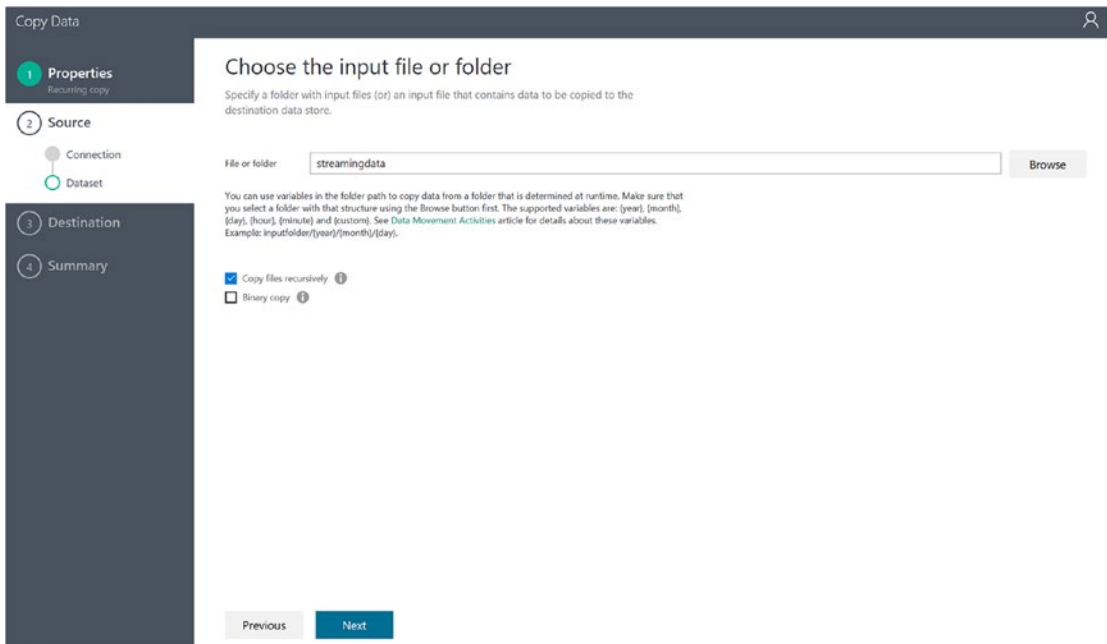 Copy Data
1
Properties
Recurring copy
2
Source
Connection
Dataset
3
Destination
4
Summary
Choose the input file or folder
Specify a folder with input files (or) an input file that contains data to be copied to the
destination data store.
File or folder
streamingdata
Browse
You can use variables in the folder path to copy data from a folder that is determined at runtime. Make sure that
you select a folder with that structure using the Browse button first. The supported variables are: {year}, {month},
{day}, {hour}, {minute} and {custom}. See Data Movement Activities article for details about these variables.
Example: inputfolder/{year}/{month}/{day}.
Copy files recursively
Binary copy
Previous
Next